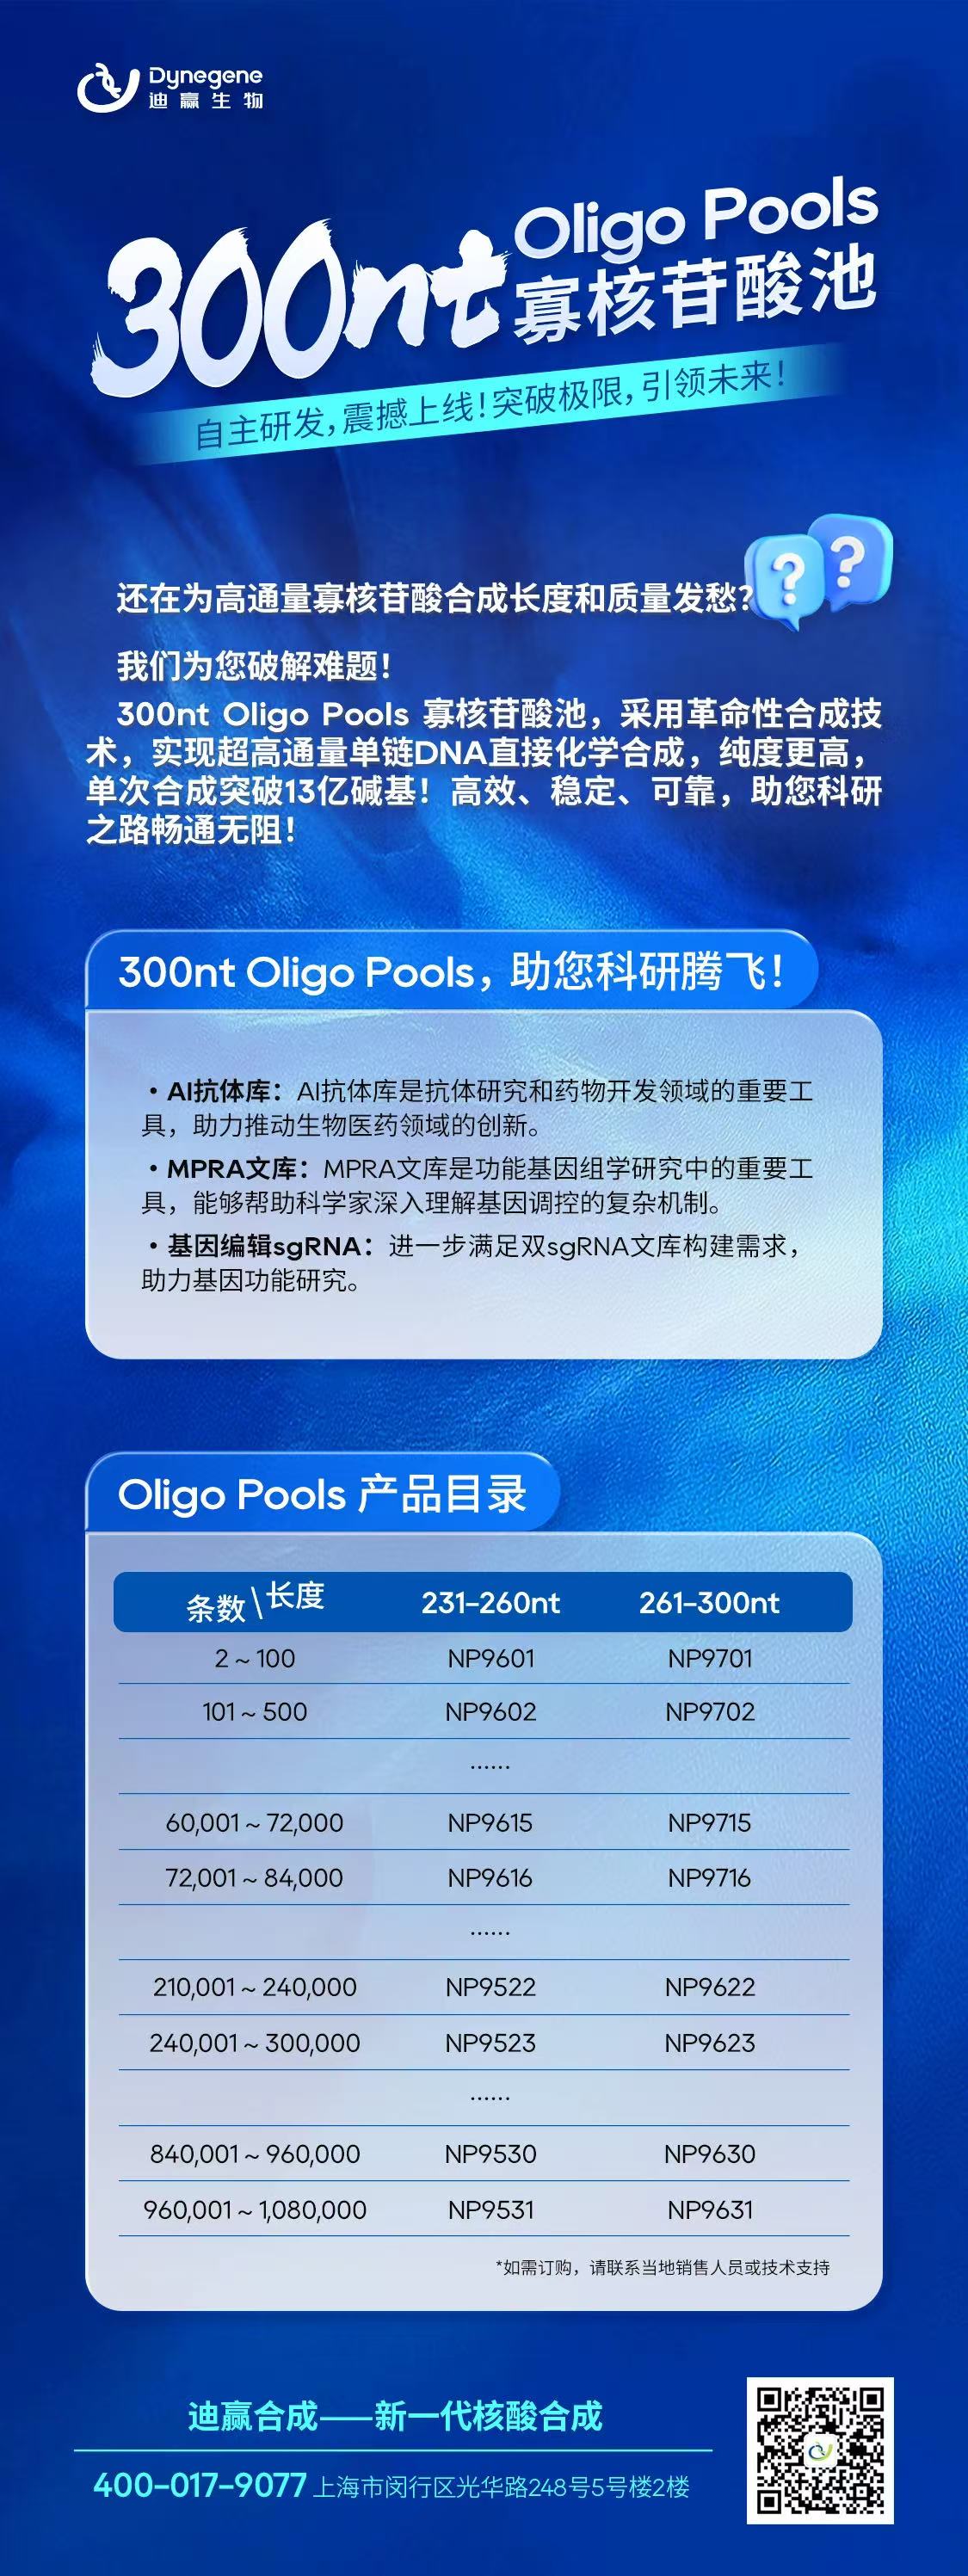 Dynegene
迪赢生物
300nt Oligo Pools
寡核苷酸池
自主研发，震撼上线！突破极限，引领未来！
还在为高通量寡核苷酸合成长度和质量发愁？
? ?
我们为您破解难题！
300nt Oligo Pools 寡核苷酸池，采用革命性合成技
术，实现超高通量单链DNA直接化学合成，纯度更高，
单次合成突破13亿碱基！高效、稳定、可靠，助您科研
之路畅通无阻！
300nt Oligo Pools，助您科研腾飞！
·AI抗体库：AI抗体库是抗体研究和药物开发领域的重要工
具，助力推动生物医药领域的创新。
·MPRA文库：MPRA文库是功能基因组学研究中的重要工
具，能够帮助科学家深入理解基因调控的复杂机制。
·基因编辑sgRNA：进一步满足双sgRNA文库构建需求，
助力基因功能研究。
Oligo Pools 产品目录
条数\长度 231-260nt 261-300nt
2～100 NP9601 NP9701
101～500 NP9602 NP9702
······
60,001～72,000 NP9615 NP9715
72,001～84,000 NP9616 NP9716
······
210,001～240,000 NP9522 NP9622
240,001～300,000 NP9523 NP9623
······
840,001～960,000 NP9530 NP9630
960,001～1,080,000 NP9531 NP9631
*如需订购，请联系当地销售人员或技术支持
迪赢合成——新一代核酸合成
400-017-9077 上海市闵行区光华路248号5号楼2楼